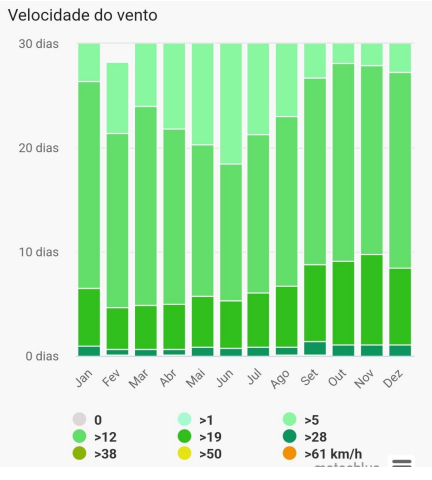 Velocidade do vento
30 dias
20 dias
10 dias
0 dias
Jan Fev Mar Abr Mai Jun Jul Ago Set Out Nov Dez
0 >1 >5
>12 >19 >28
>38 >50 >61 km/h